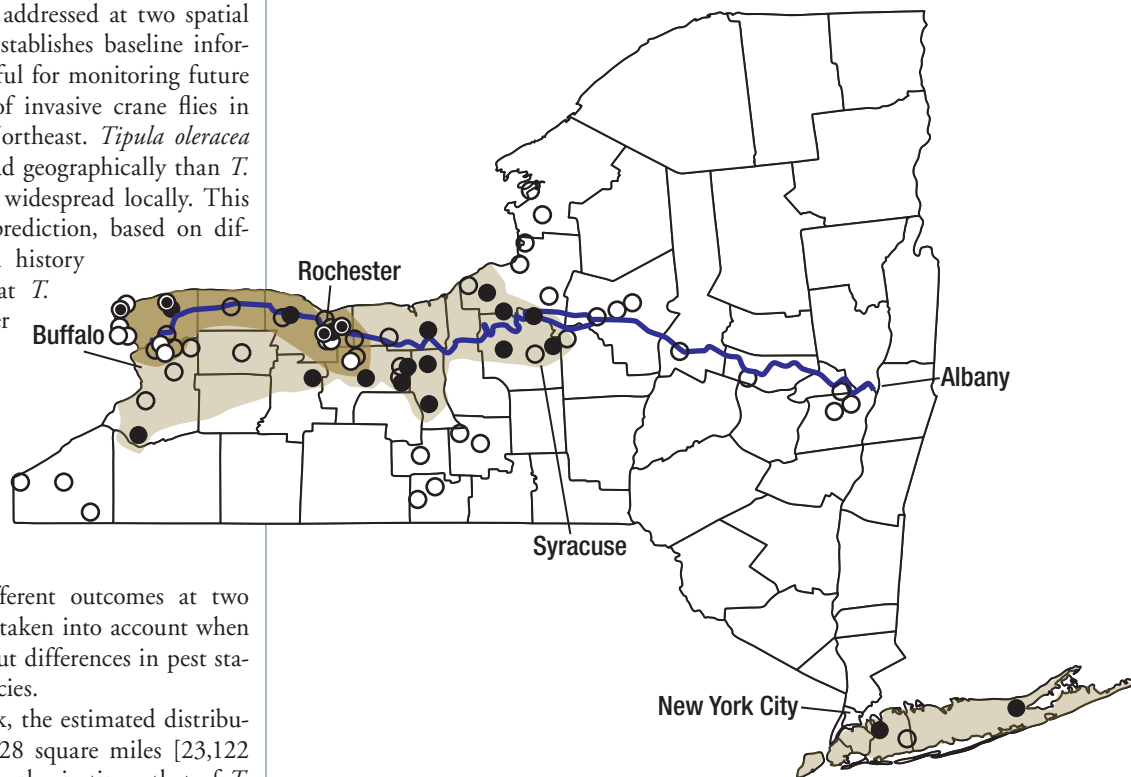 addressed at two spatial
stablishes baseline infor-
ful for monitoring future
of invasive crane flies in
ortheast. Tipula oleracea
d geographically than T.
widespread locally. This
rediction, based on dif-
history
at T.
er
Rochester
Buffalo
Albany
Syracuse
New York City
fferent outcomes at two
taken into account when
ut differences in pest sta-
cies.
k, the estimated distribu-
28 square miles [23,122